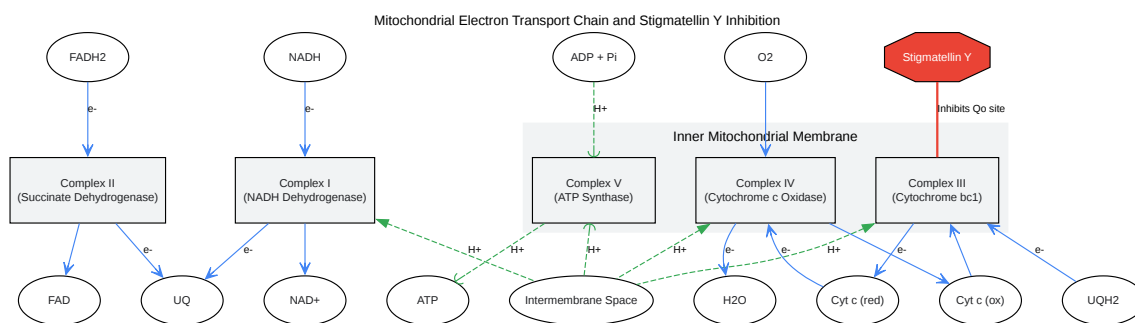 Mitochondrial Electron Transport Chain and Stigmatellin Y Inhibition
FADH2
NADH
ADP + Pi
O2
Stigmatellin Y
e-
e-
H+
Inhibits Qo site
Inner Mitochondrial Membrane
Complex II
(Succinate Dehydrogenase)
Complex I
(NADH Dehydrogenase)
Complex V
(ATP Synthase)
Complex IV
(Cytochrome c Oxidase)
Complex III
(Cytochrome bc1)
e-
e-
H+
H+
H+
H+
e-
e-
H+
e-
e-
FAD
UQ
NAD+
ATP
Intermembrane Space
H2O
Cyt c (red)
Cyt c (ox)
UQH2